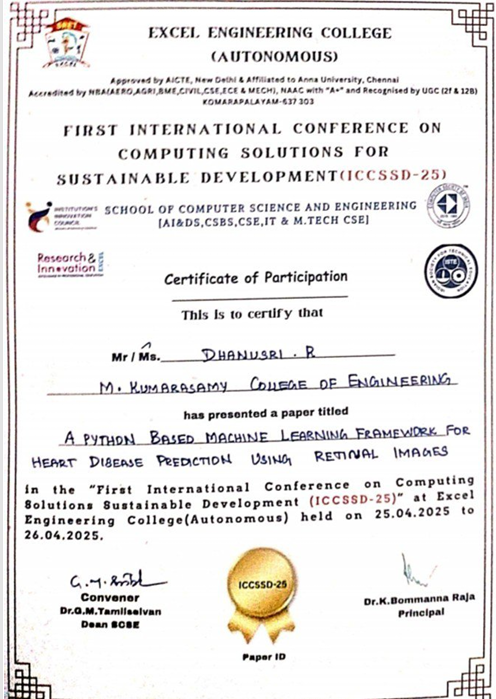 EXCEL ENGINEERING COLLEGE
(AUTONOMOUS)
Approved by AICTE, New Delhi & Affiliated to Anna University, Chennai
Accredited by NBA(AERO,AGRI,BME,CIVIL,CSE,ECE & MECH), NAAC with "A+" and Recognised by UGC (2f & 12B)
KOMARAPALAYAM-637 303
FIRST INTERNATIONAL CONFERENCE ON
COMPUTING SOLUTIONS FOR
SUSTAINABLE DEVELOPMENT(ICCSSD-25)
INSTITUTION'S
INNOVATION
COUNCIL
SCHOOL OF COMPUTER SCIENCE AND ENGINEERING
[AI&DS,CSBS,CSE,IT & M.TECH CSE]
Research &
Innovation
EXCEL
ISTE
Certificate of Participation
This is to certify that
Mr / Ms. DHANUSRI . R
M. KUMARASAMY COLLEGE OF ENGINEERING
has presented a paper titled
A PYTHON BASED MACHINE LEARNING FRAMEWORK FOR
HEART DISEASE PREDICTION USING RETINAL IMAGES
in the "First International Conference on Computing
Solutions Sustainable Development (ICCSSD-25)" at Excel
Engineering College(Autonomous) held on 25.04.2025 to
26.04.2025.
Convener
Dr.G.M.Tamilselvan
Dean SCSE
ICCSSD-25
Dr.K.Bommanna Raja
Principal
Paper ID